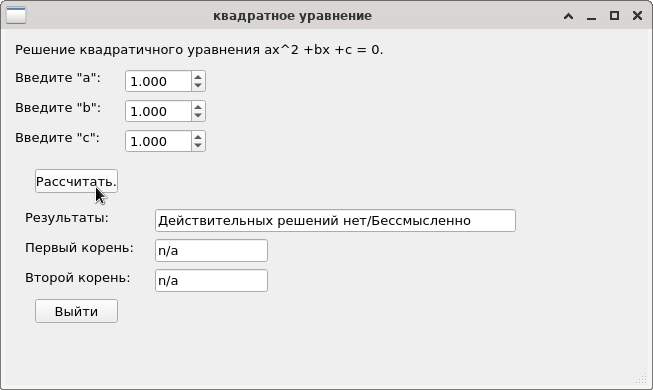 квадратное уравнение
Решение квадратичного уравнения ax^2 +bx +c = 0.
Введите "a": 1.000
Введите "b": 1.000
Введите "c": 1.000
Рассчитать.
Результаты: Действительных решений нет/Бессмысленно
Первый корень: n/a
Второй корень: n/a
Выйти